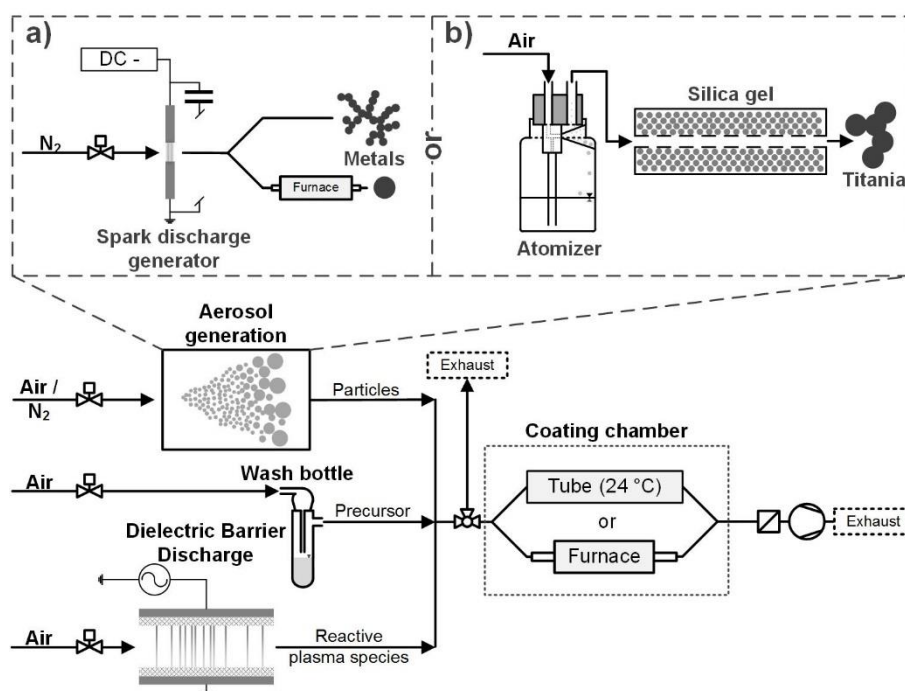 a)
DC -
N2
Metals
Furnace
Spark discharge
generator
or
b)
Air
Silica gel
Atomizer
Titania
Aerosol
generation
Air /
N2
Particles
Exhaust
Coating chamber
Air
Wash bottle
Precursor
Tube (24 °C)
or
Furnace
Exhaust
Dielectric Barrier
Discharge
Air
Reactive
plasma species